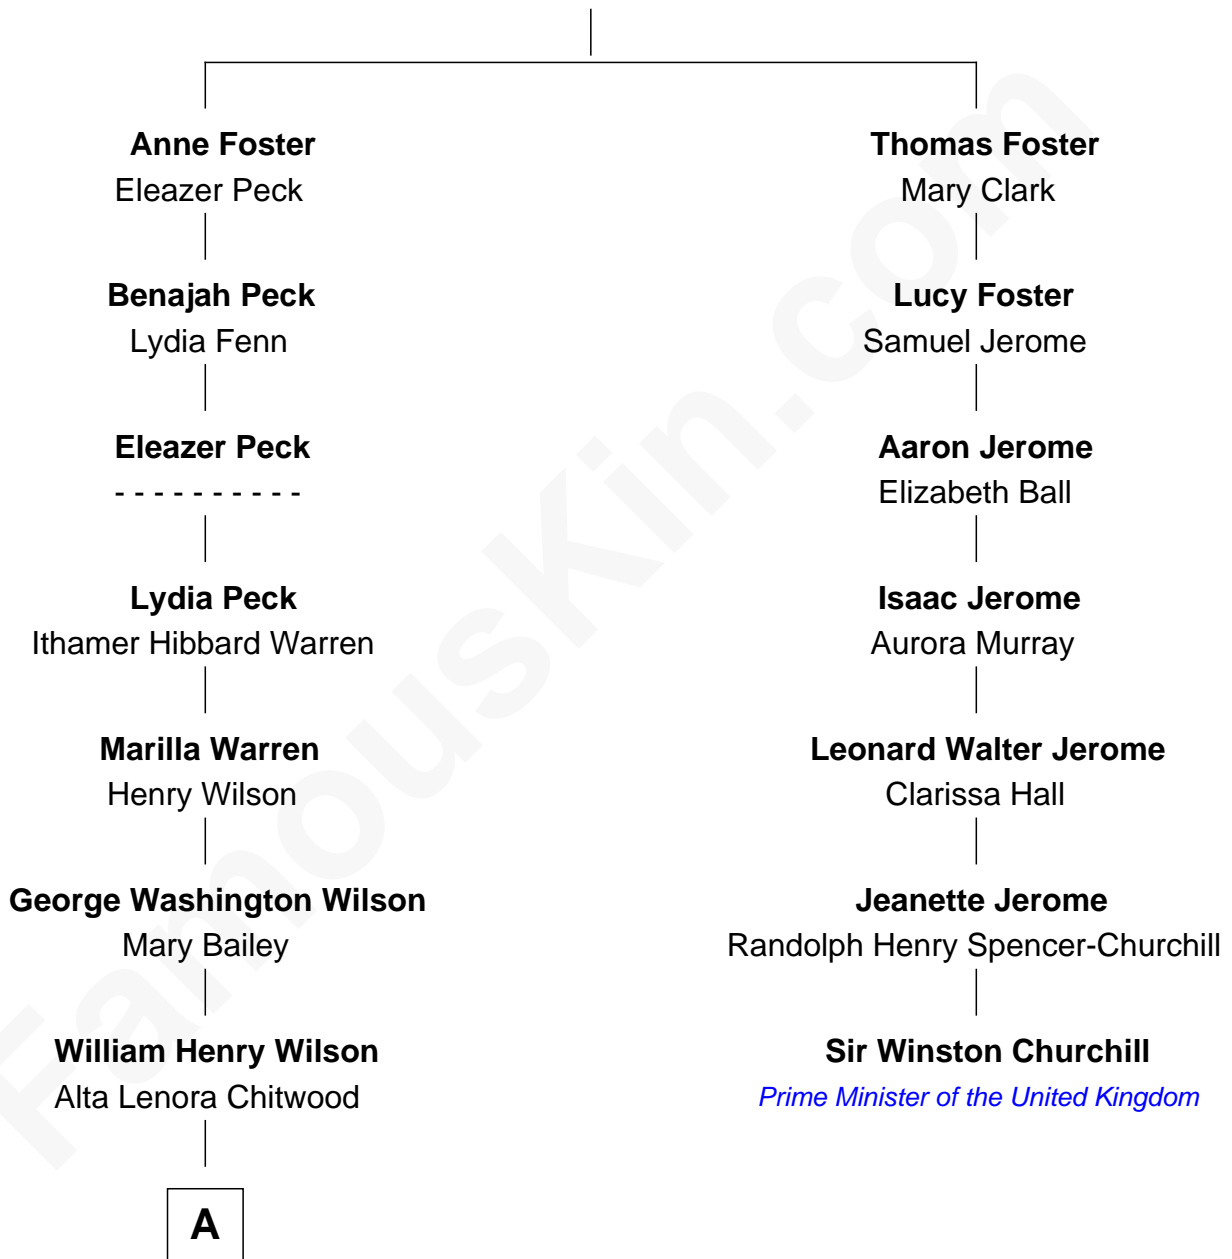 Anne Foster
Eleazer Peck
Benajah Peck
Lydia Fenn
Eleazer Peck
- - - - - - - - - -
Lydia Peck
Ithamer Hibbard Warren
Marilla Warren
Henry Wilson
George Washington Wilson
Mary Bailey
William Henry Wilson
Alta Lenora Chitwood
A
Thomas Foster
Mary Clark
Lucy Foster
Samuel Jerome
Aaron Jerome
Elizabeth Ball
Isaac Jerome
Aurora Murray
Leonard Walter Jerome
Clarissa Hall
Jeanette Jerome
Randolph Henry Spencer-Churchill
Sir Winston Churchill
Prime Minister of the United Kingdom
FamousKin.com